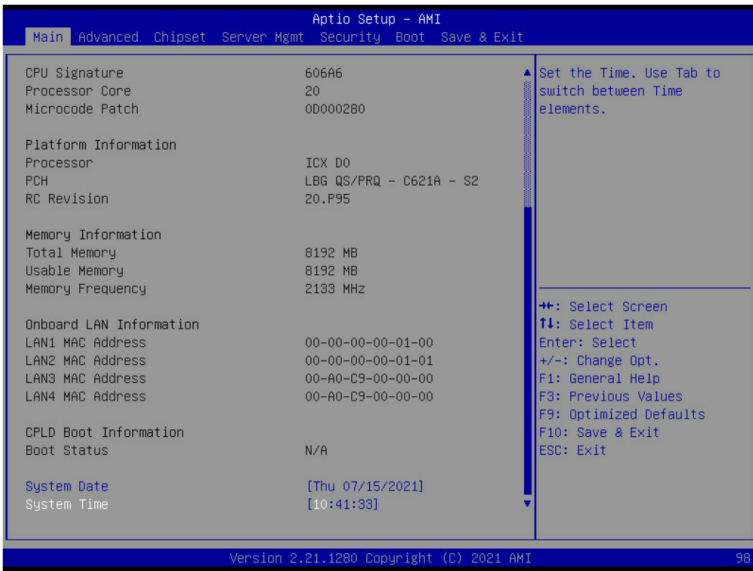 Aptio Setup - AMI
Main Advanced Chipset Server Mgmt Security Boot Save & Exit
CPU Signature 606A6
Processor Core 20
Microcode Patch 0D000280
Platform Information
Processor ICX D0
PCH LBG QS/PRQ - C621A - S2
RC Revision 20.P95
Memory Information
Total Memory 8192 MB
Usable Memory 8192 MB
Memory Frequency 2133 MHz
Onboard LAN Information
LAN1 MAC Address 00-00-00-00-01-00
LAN2 MAC Address 00-00-00-00-01-01
LAN3 MAC Address 00-A0-C9-00-00-00
LAN4 MAC Address 00-A0-C9-00-00-00
CPLD Boot Information
Boot Status N/A
System Date [Thu 07/15/2021]
System Time [10:41:33]
Set the Time. Use Tab to
switch between Time
elements.
→←: Select Screen
↑↓: Select Item
Enter: Select
+/-: Change Opt.
F1: General Help
F3: Previous Values
F9: Optimized Defaults
F10: Save & Exit
ESC: Exit
Version 2.21.1280 Copyright (C) 2021 AMI
98